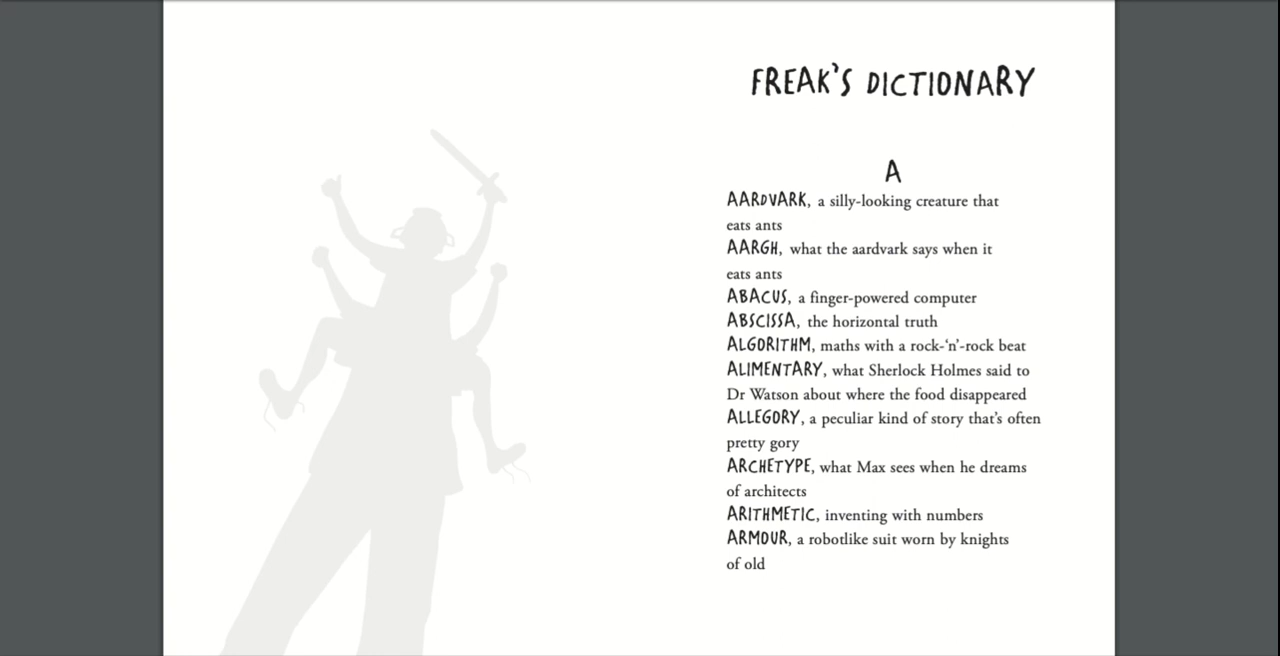 FREAK'S DICTIONARY
A
AARDVARK, a silly-looking creature that
eats ants
AARGH, what the aardvark says when it
eats ants
ABACUS, a finger-powered computer
ABSCISSA, the horizontal truth
ALGORITHM, maths with a rock-'n'-rock beat
ALIMENTARY, what Sherlock Holmes said to
Dr Watson about where the food disappeared
ALLEGORY, a peculiar kind of story that's often
pretty gory
ARCHETYPE, what Max sees when he dreams
of architects
ARITHMETIC, inventing with numbers
ARMOUR, a robotlike suit worn by knights
of old